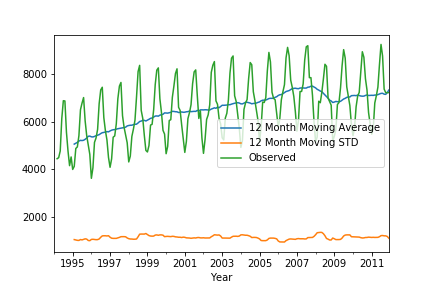 8000
6000
4000
2000
12 Month Moving Average
12 Month Moving STD
Observed
1995 1997 1999 2001 2003 2005 2007 2009 2011
Year